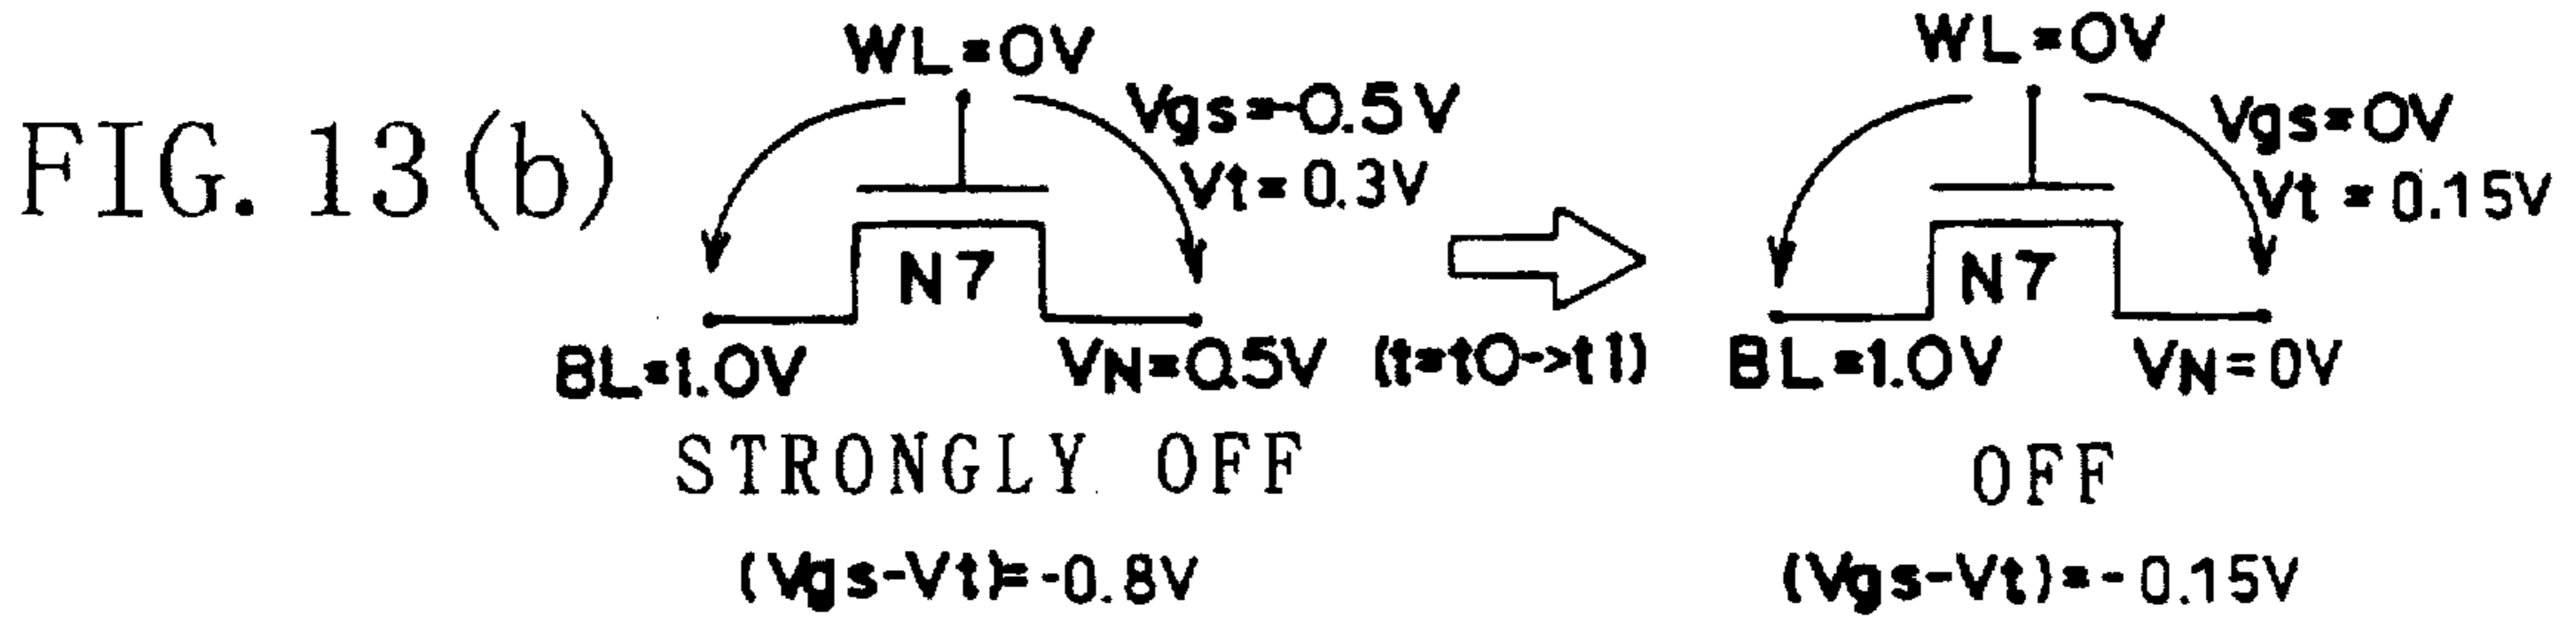 FIG. 13(b)
WL=0V
Vgs=-0.5V
Vt=0.3V
N7
BL=1.0V
VN=0.5V
STRONGLY OFF
(Vgs-Vt)=-0.8V
(t=t0->t1)
WL=0V
Vgs=0V
Vt=0.15V
N7
BL=1.0V
VN=0V
OFF
(Vgs-Vt)=-0.15V